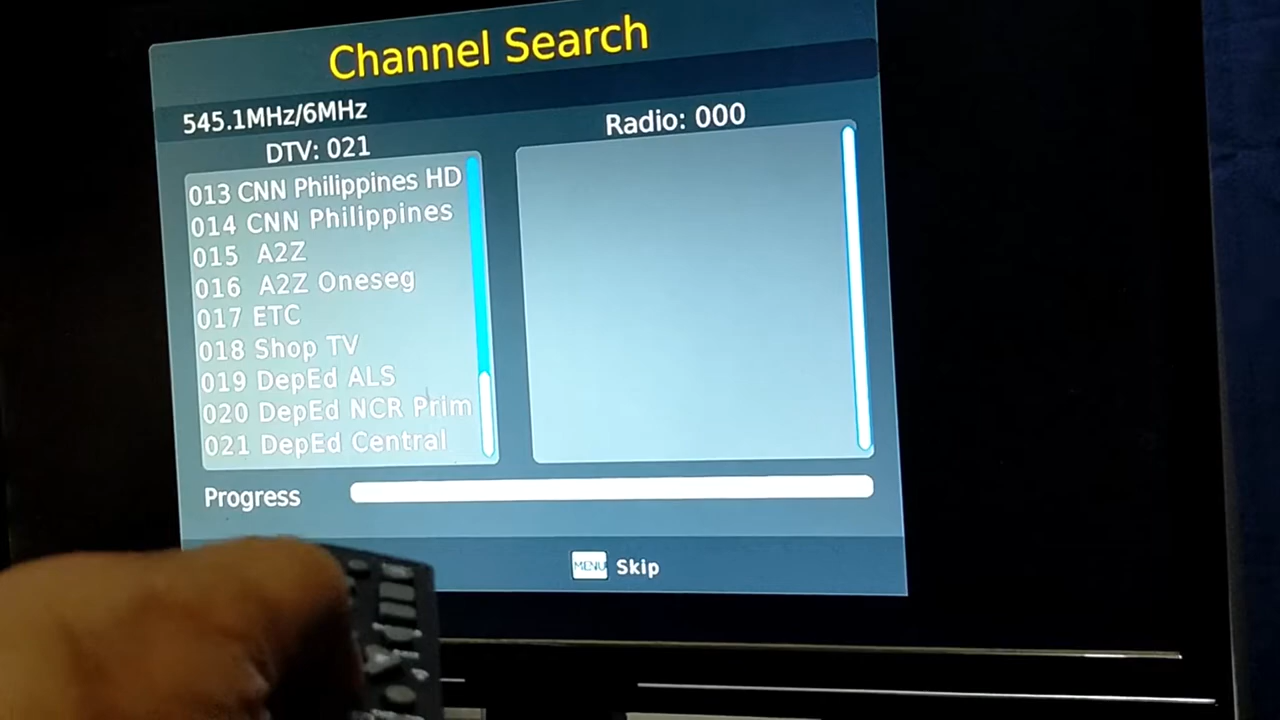 Channel Search
545.1MHz/6MHz
DTV: 021
Radio: 000
013 CNN Philippines HD
014 CNN Philippines
015 A2Z
016 A2Z Oneseg
017 ETC
018 Shop TV
019 DepEd ALS
020 DepEd NCR Prim
021 DepEd Central
Progress
MENU Skip